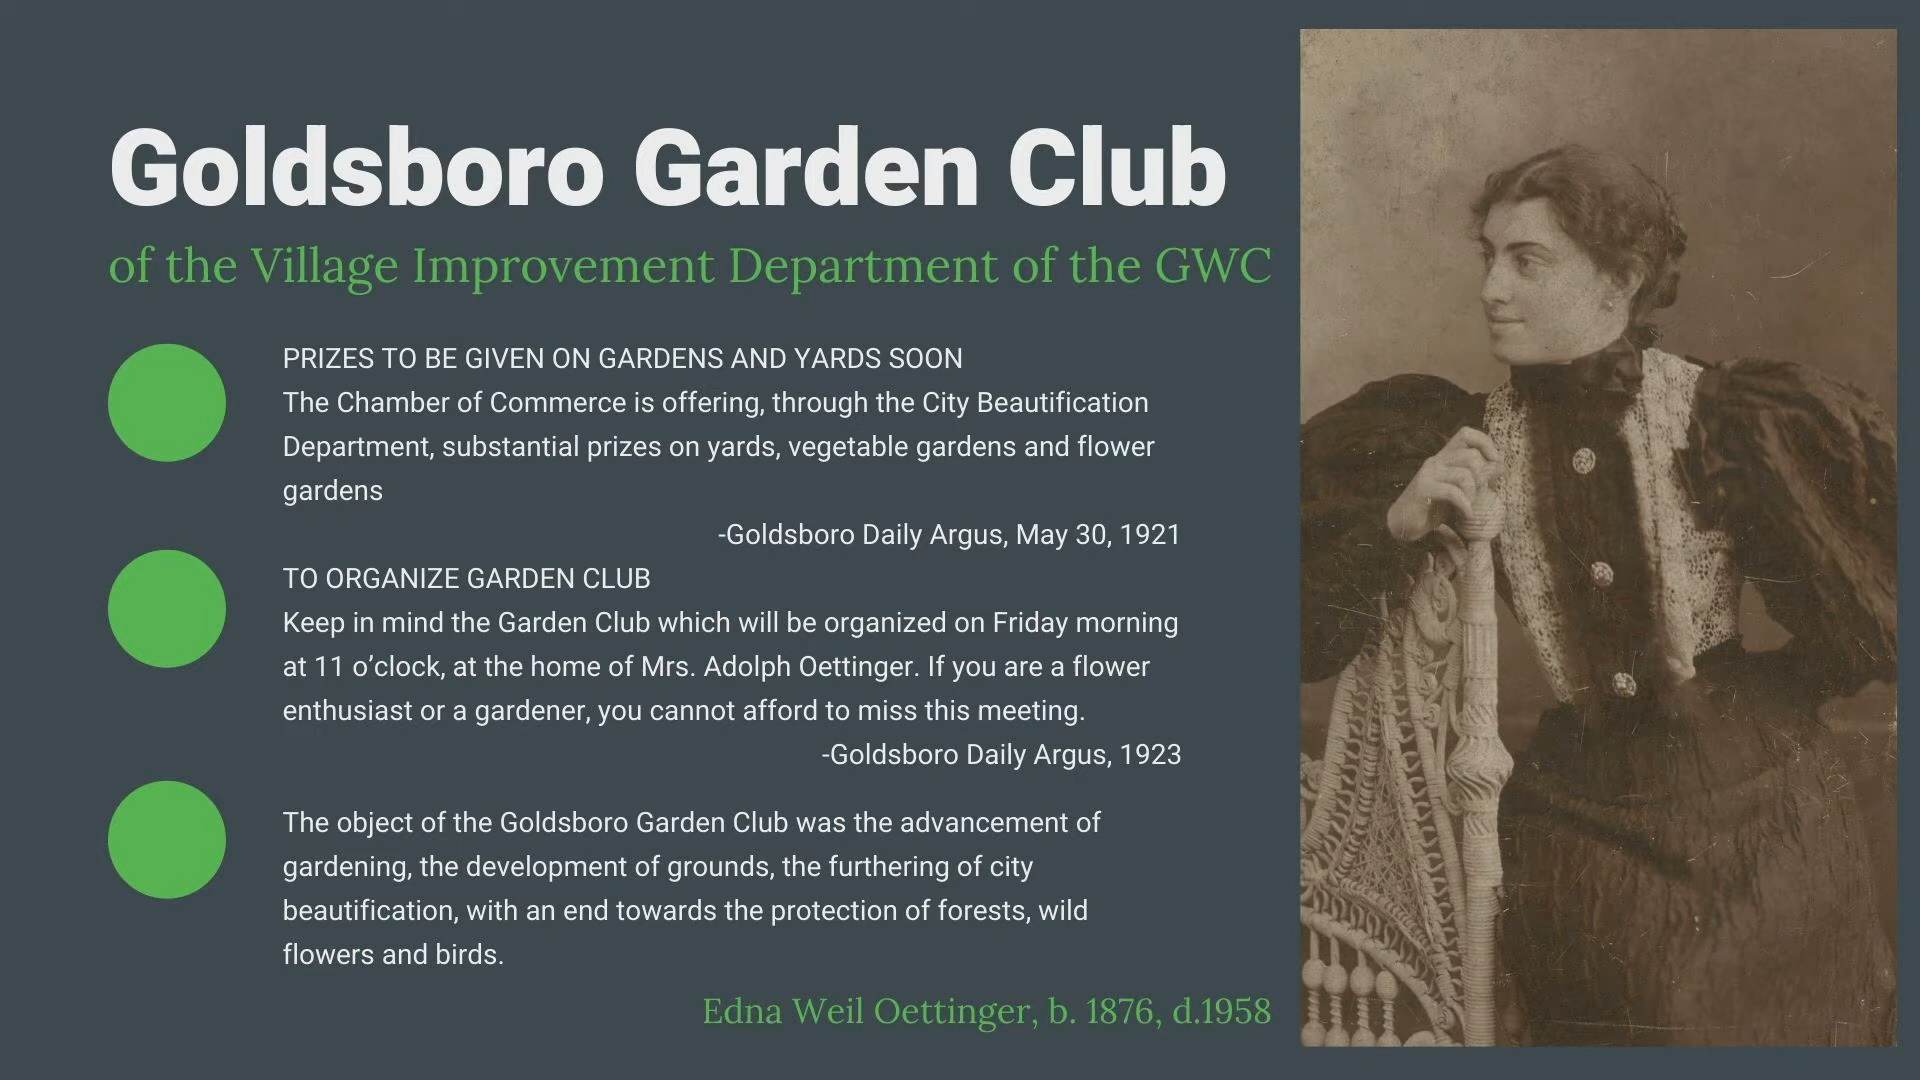 Goldsboro Garden Club
of the Village Improvement Department of the GWC
PRIZES TO BE GIVEN ON GARDENS AND YARDS SOON
The Chamber of Commerce is offering, through the City Beautification
Department, substantial prizes on yards, vegetable gardens and flower
gardens
-Goldsboro Daily Argus, May 30, 1921
TO ORGANIZE GARDEN CLUB
Keep in mind the Garden Club which will be organized on Friday morning
at 11 o’clock, at the home of Mrs. Adolph Oettinger. If you are a flower
enthusiast or a gardener, you cannot afford to miss this meeting.
-Goldsboro Daily Argus, 1923
The object of the Goldsboro Garden Club was the advancement of
gardening, the development of grounds, the furthering of city
beautification, with an end towards the protection of forests, wild
flowers and birds.
Edna Weil Oettinger, b. 1876, d.1958